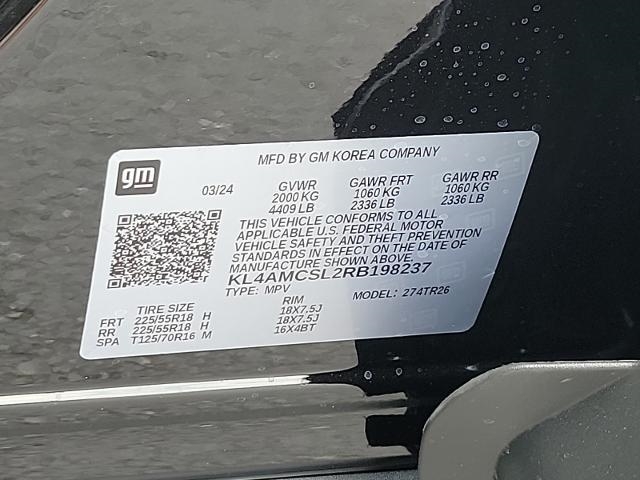 MFD BY GM KOREA COMPANY
gm
03/24
GVWR GAWR FRT GAWR RR
2000 KG 1060 KG 1060 KG
4409 LB 2336 LB 2336 LB
THIS VEHICLE CONFORMS TO ALL
APPLICABLE U.S. FEDERAL MOTOR
VEHICLE SAFETY AND THEFT PREVENTION
STANDARDS IN EFFECT ON THE DATE OF
MANUFACTURE SHOWN ABOVE.
KL4AMCSL2RB198237
TYPE: MPV MODEL: 274TR26
TIRE SIZE RIM
FRT 225/55R18 H 18X7.5J
RR 225/55R18 H 18X7.5J
SPA T125/70R16 M 16X4BT